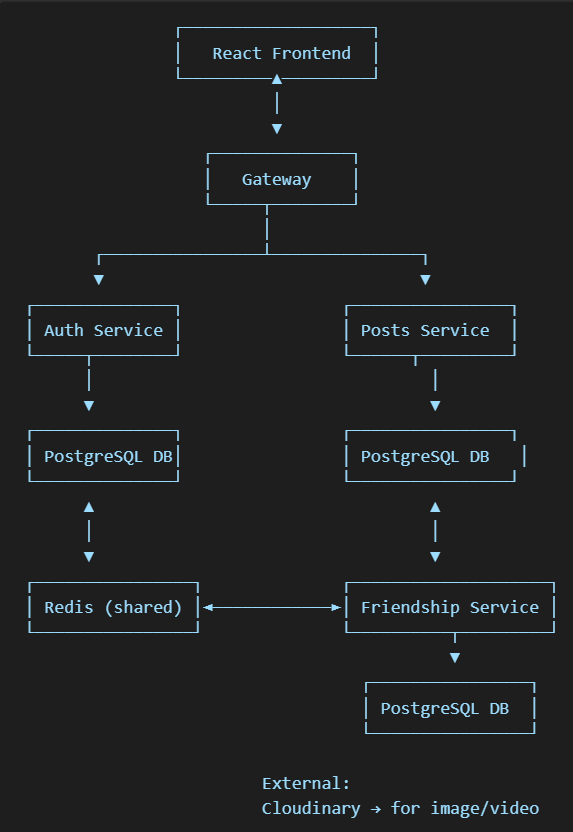 React Frontend
Gateway
Auth Service
Posts Service
PostgreSQL DB
PostgreSQL DB
Redis (shared)
Friendship Service
PostgreSQL DB
External:
Cloudinary → for image/video